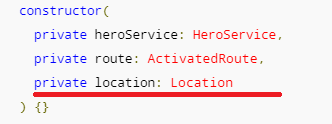 constructor(
private heroService: HeroService,
private route: ActivatedRoute,
private location: Location
) {}